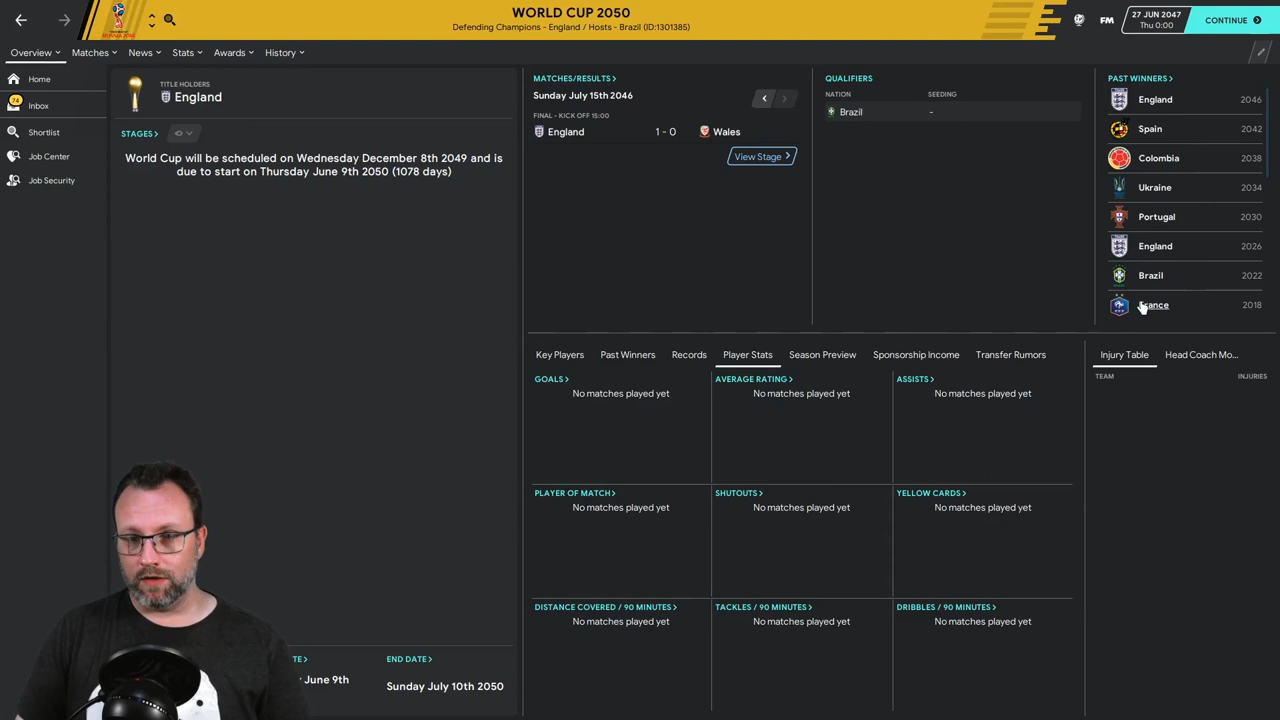 WORLD CUP 2050
Defending Champions - England / Hosts - Brazil (ID:1301385)
FM
27 JUN 2047
Thu 0:00
CONTINUE
Overview
Matches
News
Stats
Awards
History
Home
74
Inbox
Shortlist
Job Center
Job Security
TITLE HOLDERS
England
STAGES
World Cup will be scheduled on Wednesday December 8th 2049 and is
due to start on Thursday June 9th 2050 (1078 days)
TE
June 9th
END DATE
Sunday July 10th 2050
MATCHES/RESULTS
Sunday July 15th 2046
FINAL - KICK OFF 15:00
England 1 - 0 Wales
View Stage
QUALIFIERS
NATION SEEDING
Brazil -
PAST WINNERS
England 2046
Spain 2042
Colombia 2038
Ukraine 2034
Portugal 2030
England 2026
Brazil 2022
France 2018
Key Players
Past Winners
Records
Player Stats
Season Preview
Sponsorship Income
Transfer Rumors
GOALS
No matches played yet
AVERAGE RATING
No matches played yet
ASSISTS
No matches played yet
PLAYER OF MATCH
No matches played yet
SHUTOUTS
No matches played yet
YELLOW CARDS
No matches played yet
DISTANCE COVERED / 90 MINUTES
No matches played yet
TACKLES / 90 MINUTES
No matches played yet
DRIBBLES / 90 MINUTES
No matches played yet
Injury Table
Head Coach Mo...
TEAM INJURIES